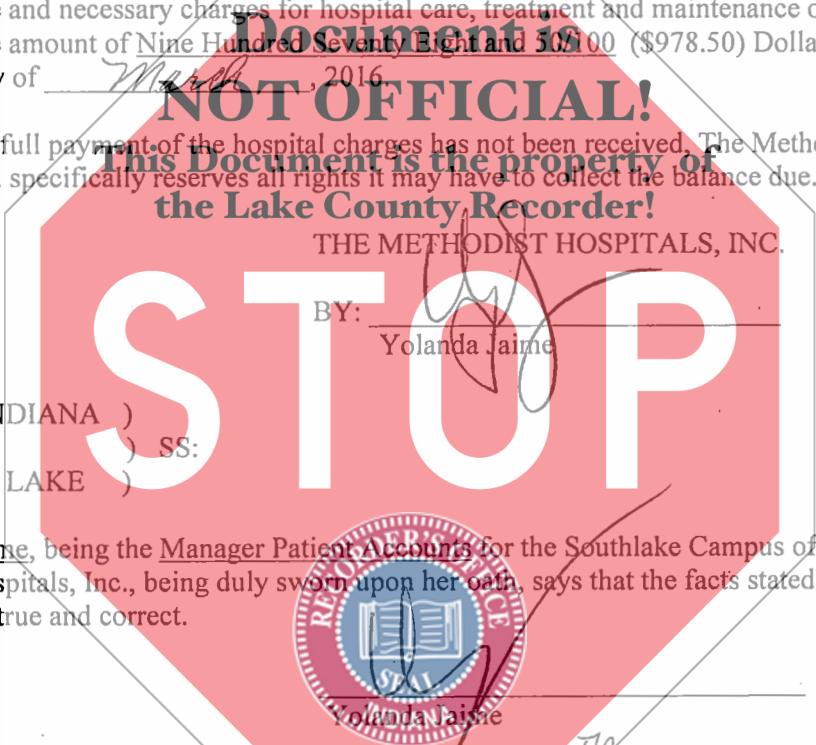 and necessary charges for hospital care, treatment and maintenance o
amount of Nine Hundred Seventy Eight and 50/100 ($978.50) Dolla
Document is
y of March, 2016.
NOT OFFICIAL!
full payment of the hospital charges has not been received, The Metho
This Document is the property of
specifically reserves all rights it may have to collect the balance due.
the Lake County Recorder!
THE METHODIST HOSPITALS, INC.
BY:
Yolanda Jaime
STOP
NDIANA )
) SS:
LAKE )
ne, being the Manager Patient Accounts for the Southlake Campus of
spitals, Inc., being duly sworn upon her oath, says that the facts stated
true and correct.
RECORDER'S OFFICE
SEAL
INDIANA
Yolanda Jaime